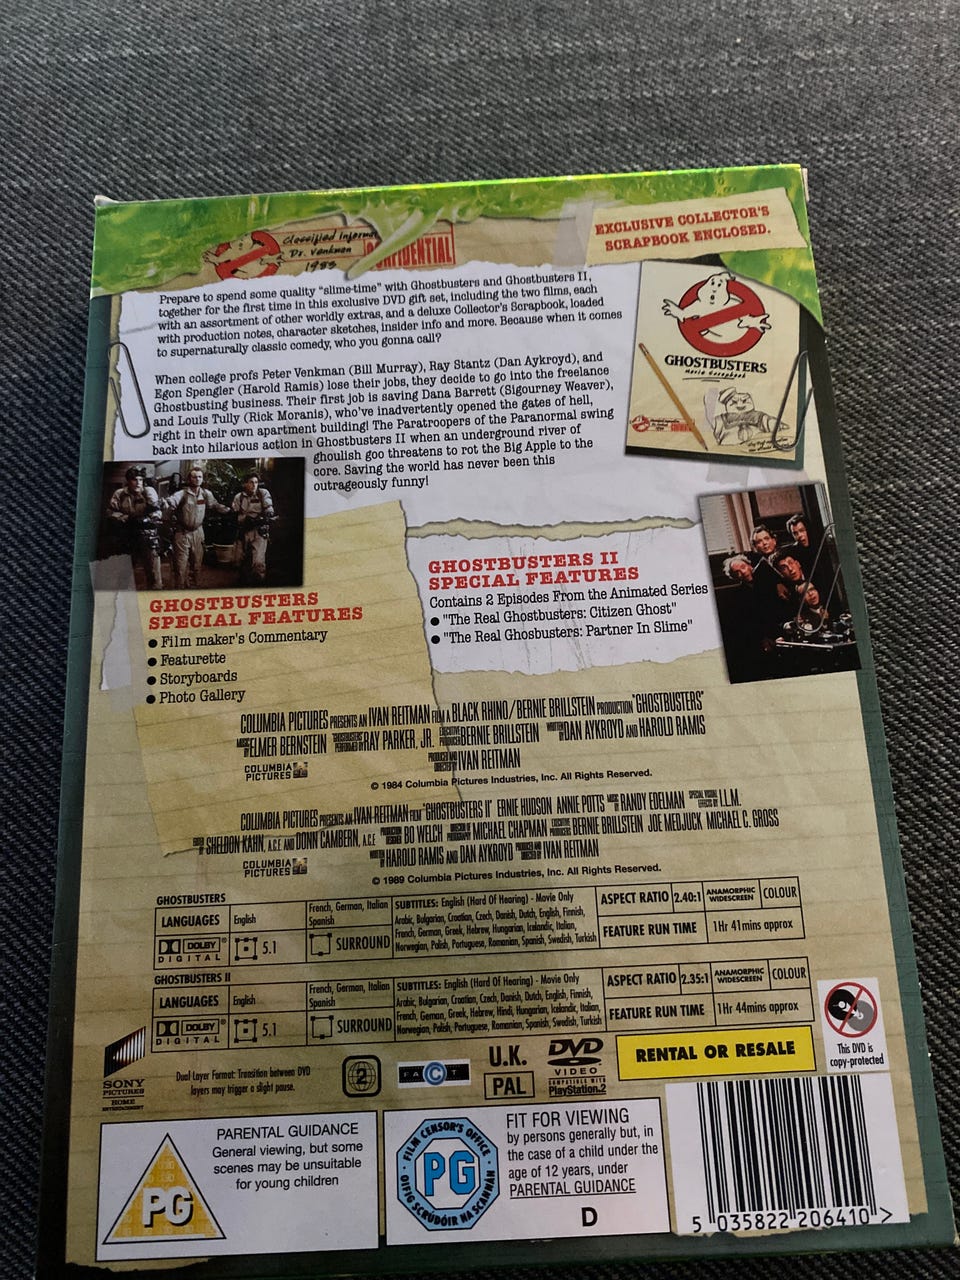 Classified Informa
Dr. Venkman
1983
EXCLUSIVE COLLECTOR'S
SCRAPBOOK ENCLOSED.
Prepare to spend some quality "slime-time" with Ghostbusters and Ghostbusters II,
together for the first time in this exclusive DVD gift set, including the two films, each
with an assortment of other worldly extras, and a deluxe Collector's Scrapbook, loaded
with production notes, character sketches, insider info and more. Because when it comes
to supernaturally classic comedy, who you gonna call?
When college profs Peter Venkman (Bill Murray), Ray Stantz (Dan Aykroyd), and
Egon Spengler (Harold Ramis) lose their jobs, they decide to go into the freelance
Ghostbusting business. Their first job is saving Dana Barrett (Sigourney Weaver),
and Louis Tully (Rick Moranis), who've inadvertently opened the gates of hell,
right in their own apartment building! The Paratroopers of the Paranormal swing
back into hilarious action in Ghostbusters II when an underground river of
ghoulish goo threatens to rot the Big Apple to the
core. Saving the world has never been this
outrageously funny!
GHOSTBUSTERS
movie scrapbook
GHOSTBUSTERS
SPECIAL FEATURES
• Film maker's Commentary
• Featurette
• Storyboards
• Photo Gallery
GHOSTBUSTERS II
SPECIAL FEATURES
Contains 2 Episodes From the Animated Series
• "The Real Ghostbusters: Citizen Ghost"
• "The Real Ghosbusters: Partner In Slime"
COLUMBIA PICTURES PRESENTS AN IVAN REITMAN FILM A BLACK RHINO/BERNIE BRILLSTEIN PRODUCTION "GHOSTBUSTERS"
MUSIC BY ELMER BERNSTEIN "GHOSTBUSTERS" PERFORMED BY RAY PARKER, JR. EXECUTIVE PRODUCER BERNIE BRILLSTEIN WRITTEN BY DAN AYKROYD AND HAROLD RAMIS
PRODUCED AND DIRECTED BY IVAN REITMAN
COLUMBIA
PICTURES
© 1984 Columbia Pictures Industries, Inc. All Rights Reserved.
COLUMBIA PICTURES PRESENTS AN IVAN REITMAN FILM "GHOSTBUSTERS II" ERNIE HUDSON ANNIE POTTS MUSIC BY RANDY EDELMAN SPECIAL VISUAL EFFECTS BY I.L.M.
EDITED BY SHELDON KAHN, A.C.E. AND DONN CAMBERN, A.C.E. PRODUCTION DESIGNER BO WELCH DIRECTOR OF PHOTOGRAPHY MICHAEL CHAPMAN EXECUTIVE PRODUCERS BERNIE BRILLSTEIN JOE MEDJUCK MICHAEL C. GROSS
WRITTEN BY HAROLD RAMIS AND DAN AYKROYD PRODUCED AND DIRECTED BY IVAN REITMAN
COLUMBIA
PICTURES
© 1989 Columbia Pictures Industries, Inc. All Rights Reserved.
GHOSTBUSTERS
LANGUAGES English French, German, Italian
Spanish
DOLBY
DIGITAL 5.1 SURROUND
SUBTITLES: English (Hard Of Hearing) - Movie Only
Arabic, Bulgarian, Croatian, Czech, Danish, Dutch, English, Finnish,
French, German, Greek, Hebrew, Hungarian, Icelandic, Italian,
Norwegian, Polish, Portuguese, Romanian, Spanish, Swedish, Turkish
ASPECT RATIO 2.40:1 ANAMORPHIC WIDESCREEN COLOUR
FEATURE RUN TIME 1Hr 41mins approx
GHOSTBUSTERS II
LANGUAGES English French, German, Italian
Spanish
DOLBY
DIGITAL 5.1 SURROUND
SUBTITLES: English (Hard Of Hearing) - Movie Only
Arabic, Bulgarian, Croatian, Czech, Danish, Dutch, English, Finnish,
French, German, Greek, Hebrew, Hindi, Hungarian, Icelandic, Italian,
Norwegian, Polish, Portuguese, Romanian, Spanish, Swedish, Turkish
ASPECT RATIO 2.35:1 ANAMORPHIC WIDESCREEN COLOUR
FEATURE RUN TIME 1Hr 44mins approx
SONY
PICTURES
HOME
ENTERTAINMENT
Dual Layer Format: Transition between DVD
layers may trigger a slight pause.
2
FACT
U.K.
PAL
DVD
VIDEO
COMPATIBLE WITH
PlayStation.2
RENTAL OR RESALE
This DVD is
copy-protected
PG
PARENTAL GUIDANCE
General viewing, but some
scenes may be unsuitable
for young children
FILM CENSOR'S OFFICE
PG
OIFIG SCRÚDÓIR NA SCANNÁN
FIT FOR VIEWING
by persons generally but, in
the case of a child under the
age of 12 years, under
PARENTAL GUIDANCE
D
5 035822 206410 >